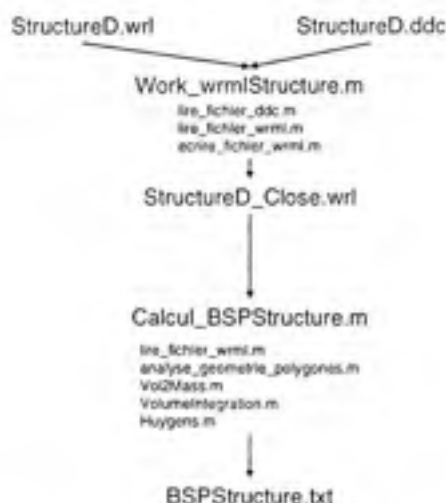 StructureD.wrl StructureD.ddc
Work_wrmlStructure.m
lire_fichier_ddc.m
lire_fichier_wrml.m
ecrire_fichier_wrml.m
StructureD_Close.wrl
Calcul_BSPStructure.m
lire_fichier_wrml.m
analyse_geometrie_polygones.m
Vol2Mass.m
VolumeIntegration.m
Huygens.m
BSPStructure.txt